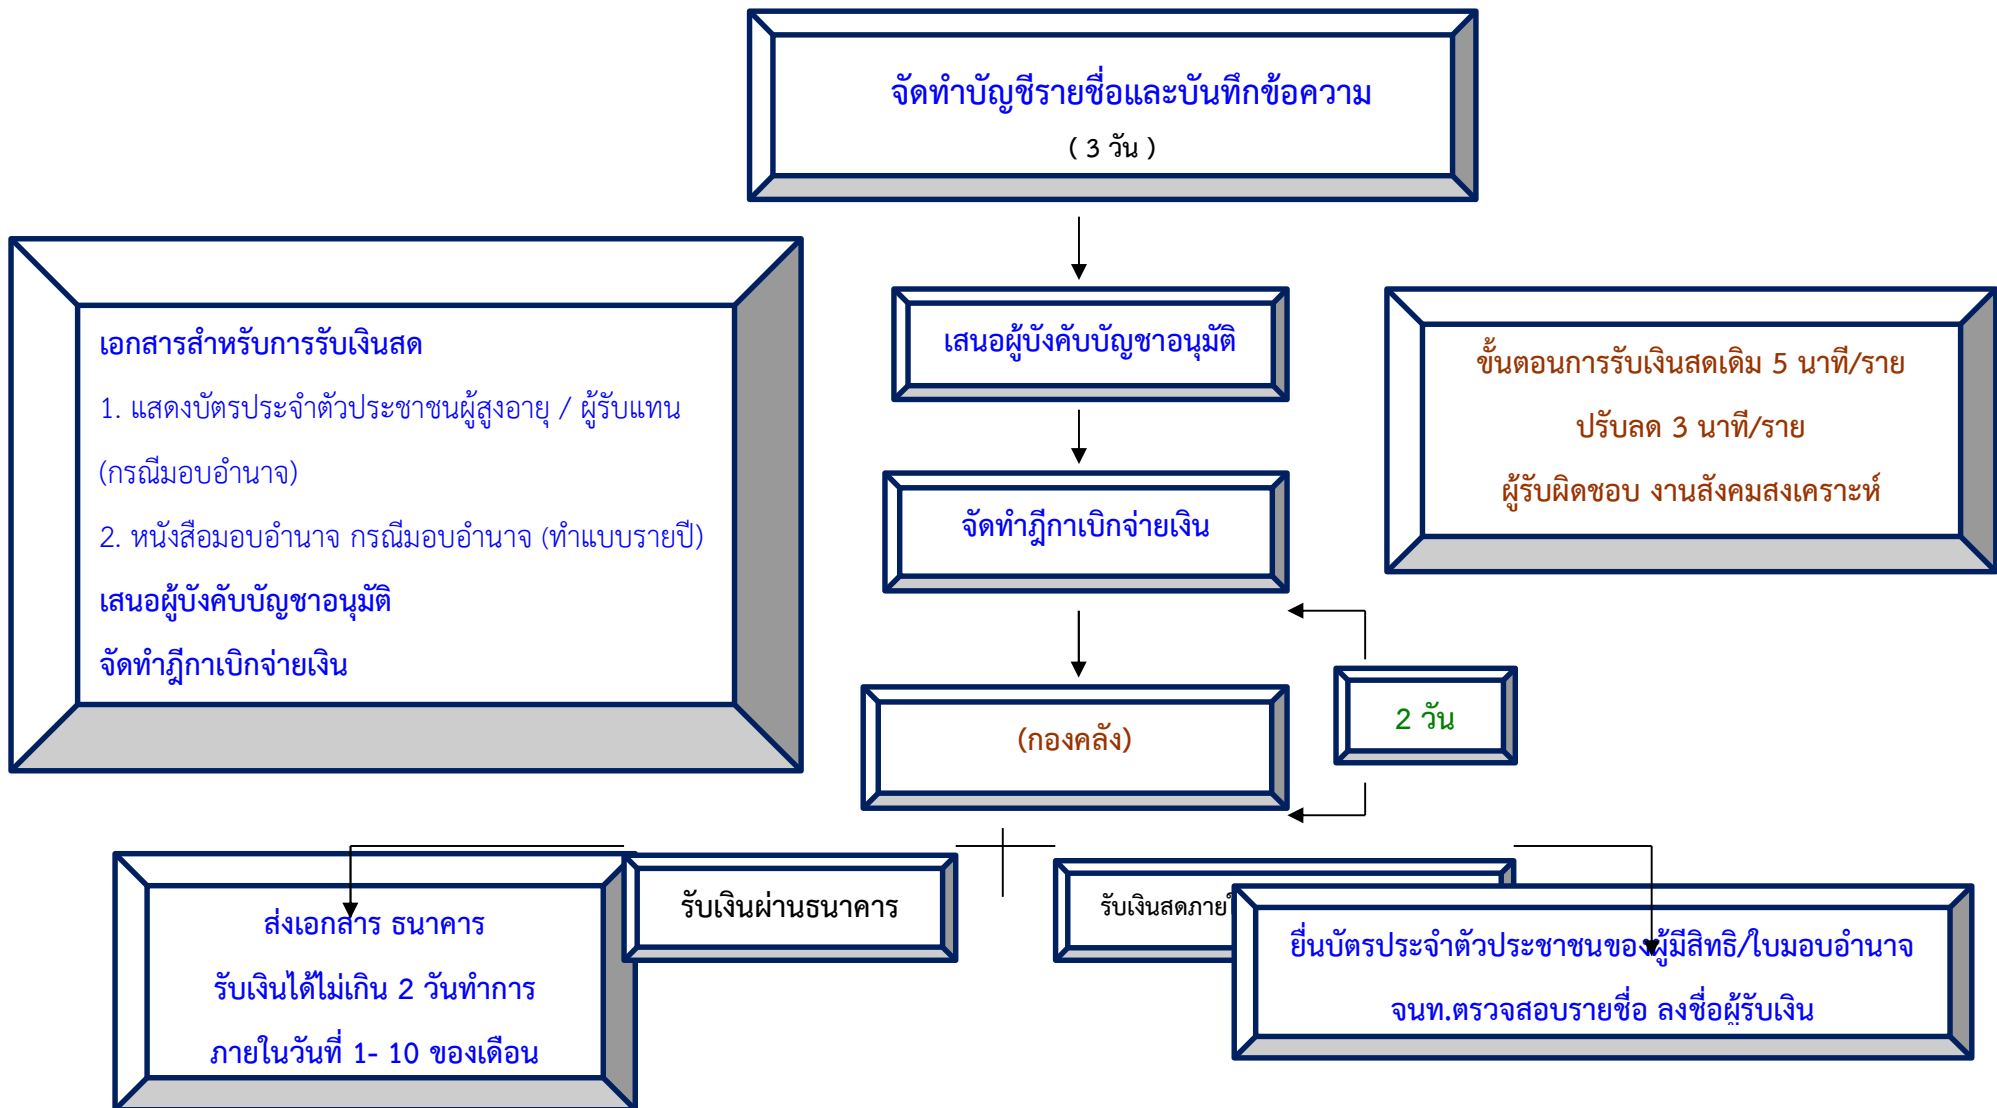 จัดทำบัญชีรายชื่อและบันทึกข้อความ
( 3 วัน )
เอกสารสำหรับการรับเงินสด
1. แสดงบัตรประจำตัวประชาชนผู้สูงอายุ / ผู้รับแทน
(กรณีมอบอำนาจ)
2. หนังสือมอบอำนาจ กรณีมอบอำนาจ (ทำแบบรายปี)
เสนอผู้บังคับบัญชาอนุมัติ
จัดทำฎีกาเบิกจ่ายเงิน
เสนอผู้บังคับบัญชาอนุมัติ
จัดทำฎีกาเบิกจ่ายเงิน
(กองคลัง)
ขั้นตอนการรับเงินสดเดิม 5 นาที/ราย
ปรับลด 3 นาที/ราย
ผู้รับผิดชอบ งานสังคมสงเคราะห์
2 วัน
ส่งเอกสาร ธนาคาร
รับเงินได้ไม่เกิน 2 วันทำการ
ภายในวันที่ 1- 10 ของเดือน
รับเงินผ่านธนาคาร
รับเงินสดภาย
ยื่นบัตรประจำตัวประชาชนของผู้มีสิทธิ/ใบมอบอำนาจ
จนท.ตรวจสอบรายชื่อ ลงชื่อผู้รับเงิน